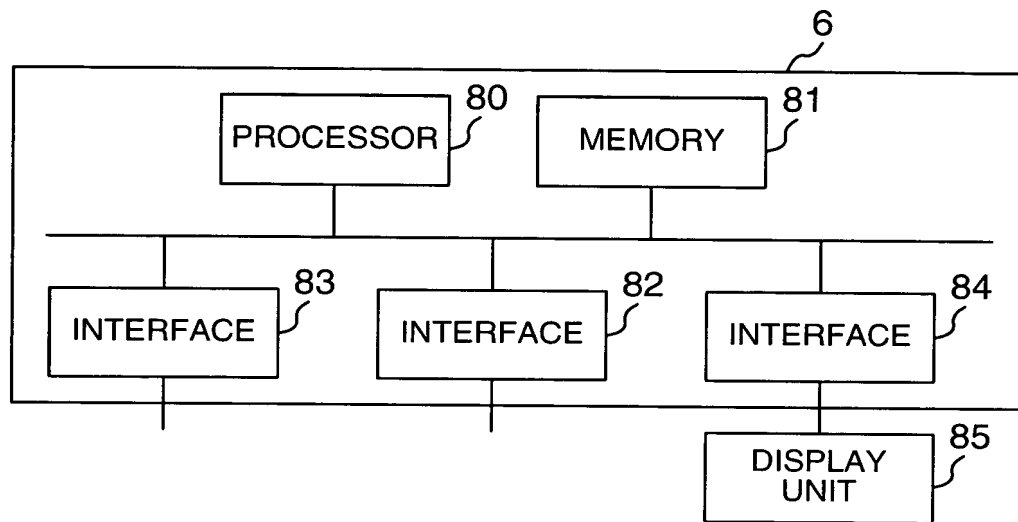 6
80
PROCESSOR
81
MEMORY
83
INTERFACE
82
INTERFACE
84
INTERFACE
85
DISPLAY
UNIT